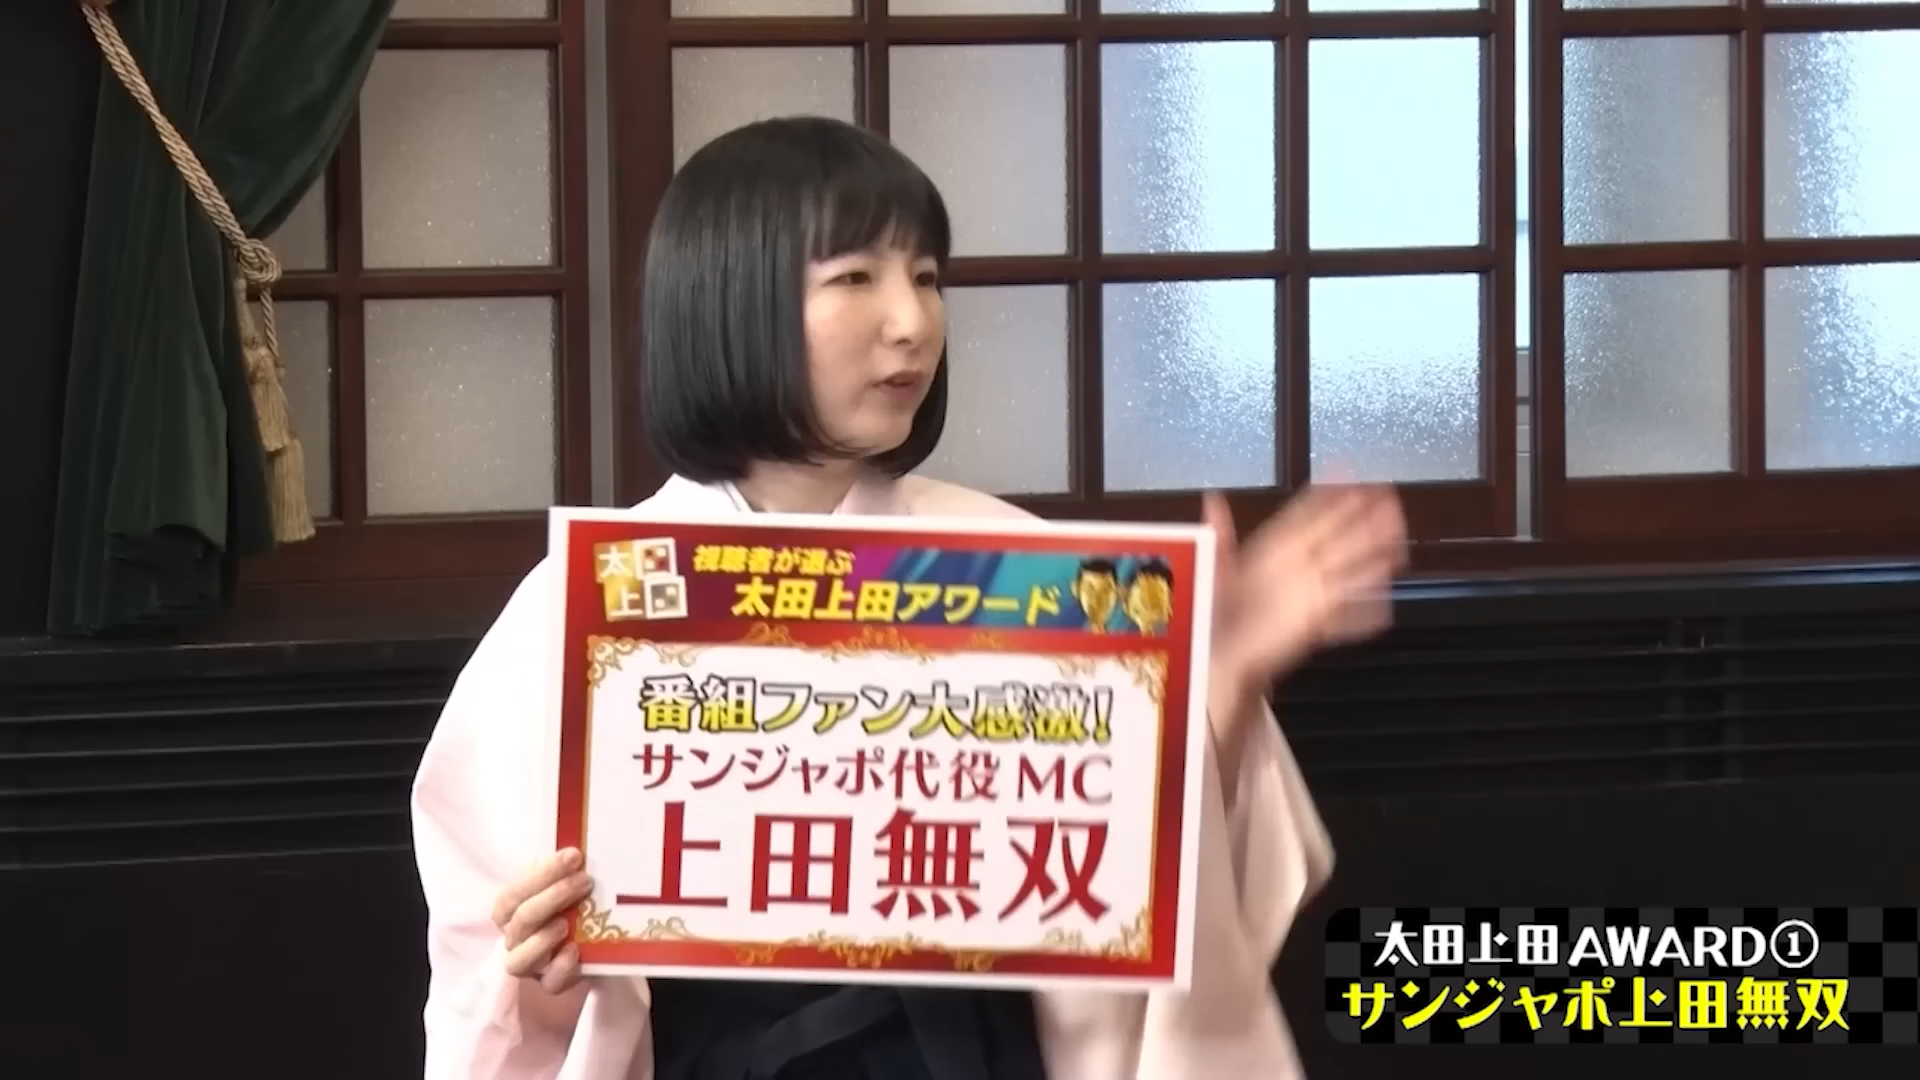 太田
上田
視聴者が選ぶ
太田上田アワード
番組ファン大感激!
サンジャポ代役MC
上田無双
太田上田AWARD①
サンジャポ上田無双